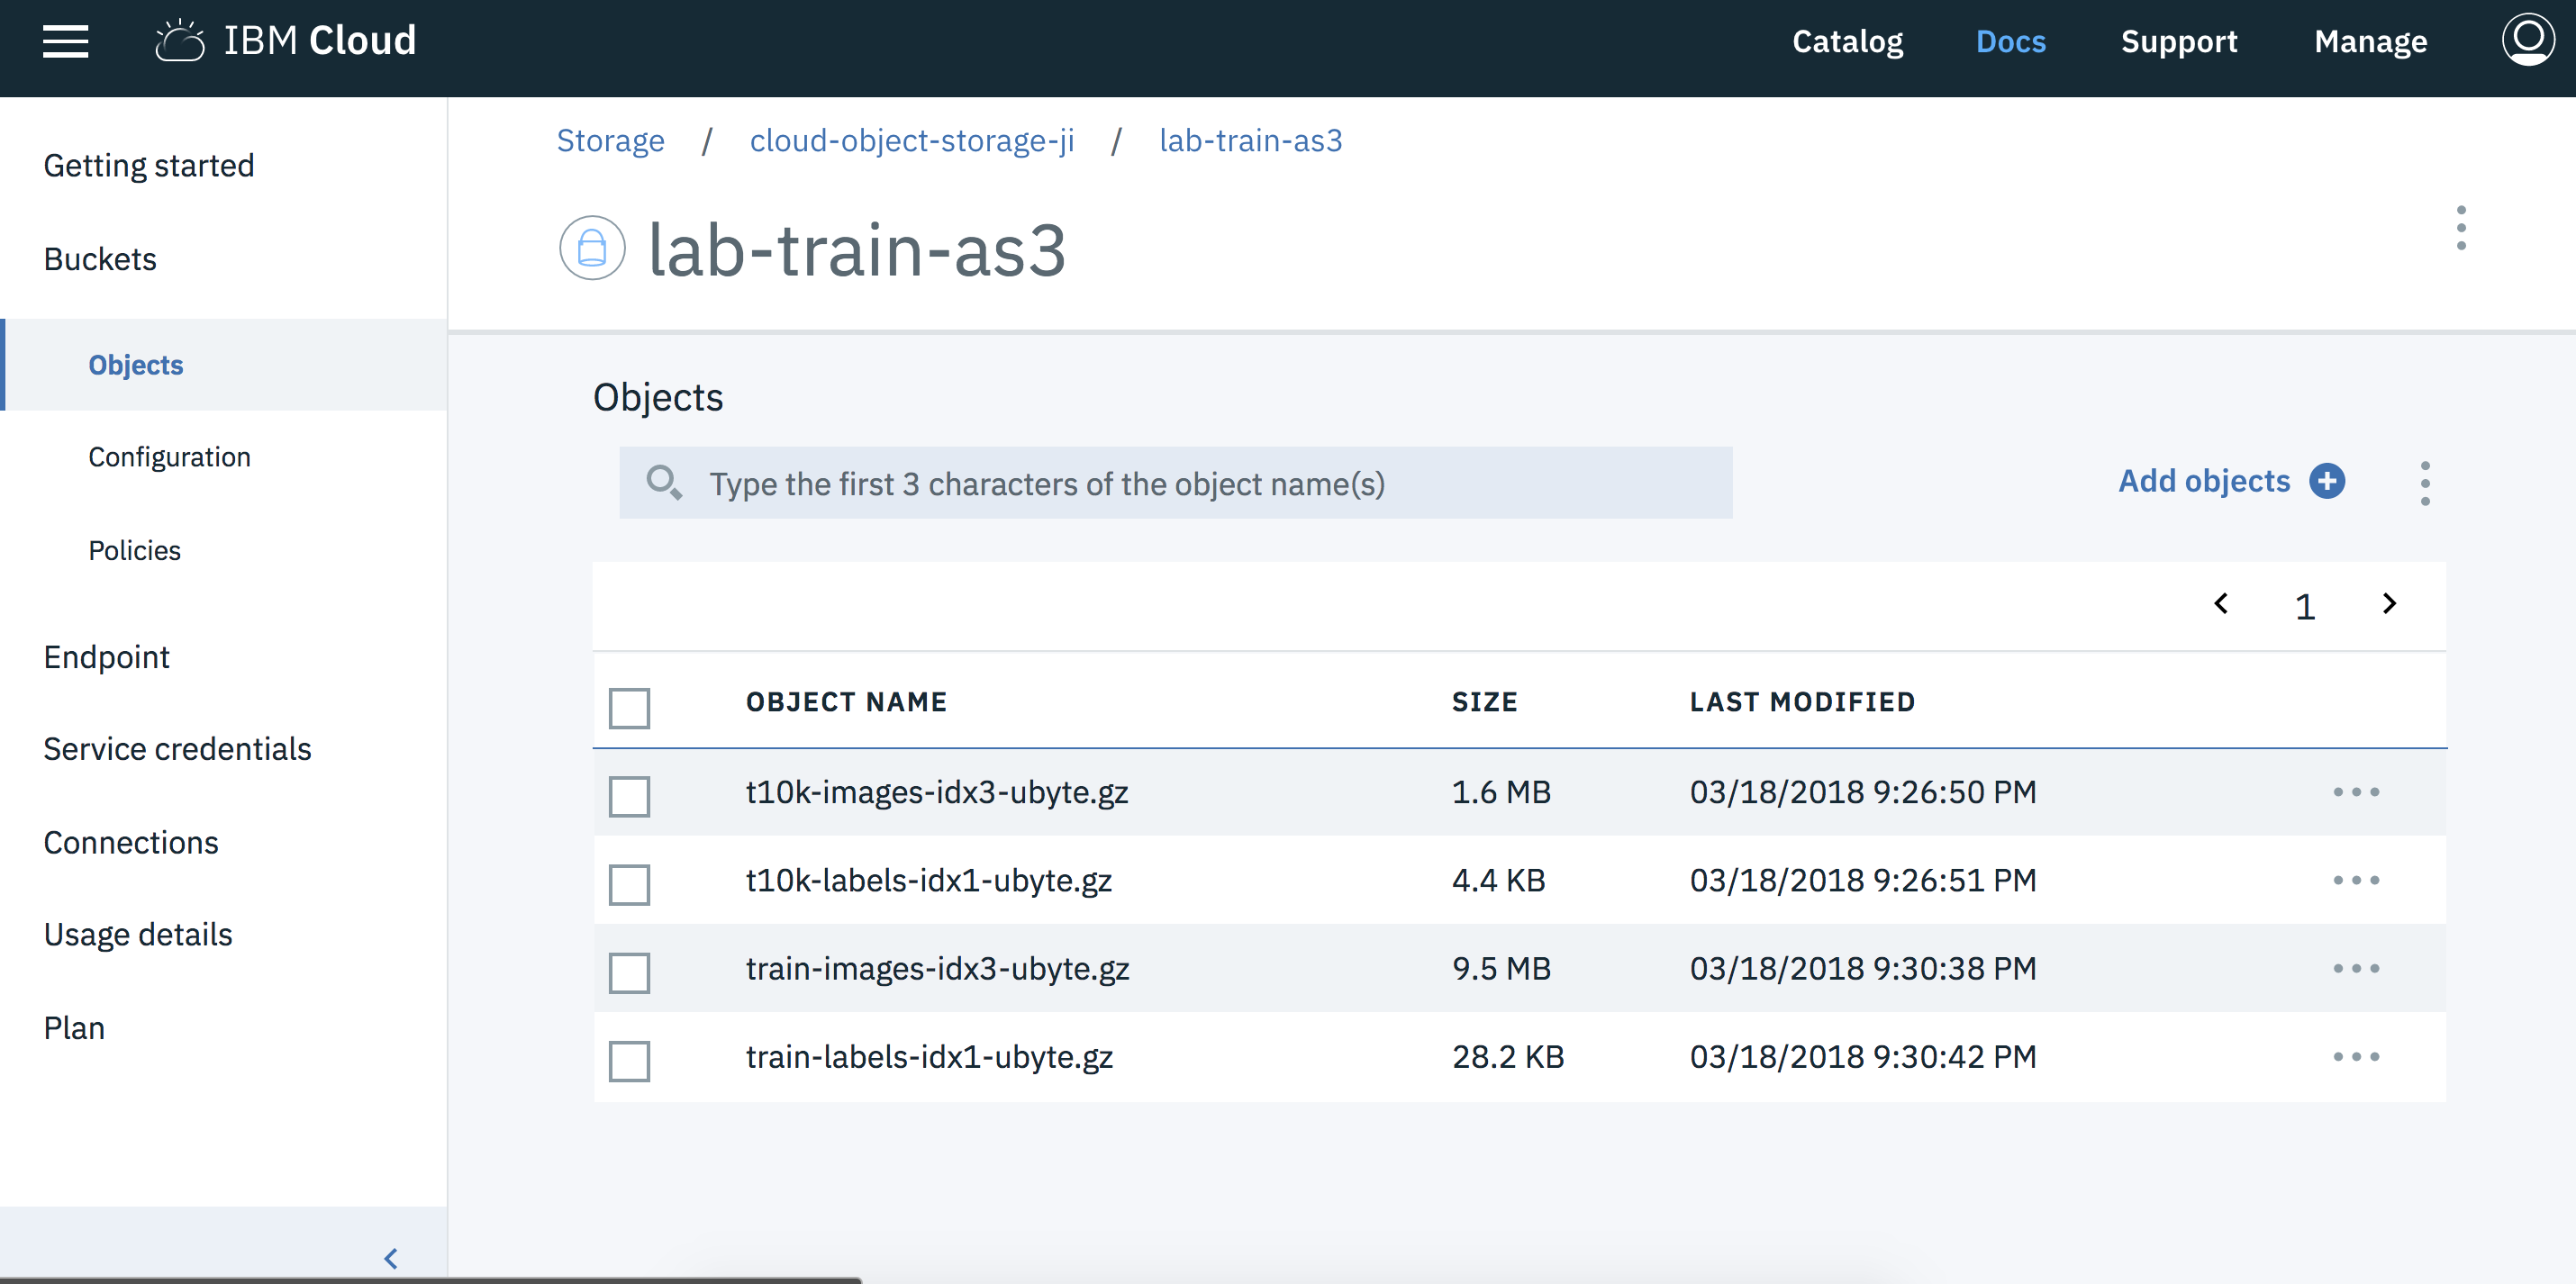 IBM Cloud
Catalog Docs Support Manage
Getting started
Buckets
Objects
Configuration
Policies
Endpoint
Service credentials
Connections
Usage details
Plan
Storage / cloud-object-storage-ji / lab-train-as3
lab-train-as3
Objects
Type the first 3 characters of the object name(s)
Add objects
1
OBJECT NAME SIZE LAST MODIFIED
t10k-images-idx3-ubyte.gz 1.6 MB 03/18/2018 9:26:50 PM
t10k-labels-idx1-ubyte.gz 4.4 KB 03/18/2018 9:26:51 PM
train-images-idx3-ubyte.gz 9.5 MB 03/18/2018 9:30:38 PM
train-labels-idx1-ubyte.gz 28.2 KB 03/18/2018 9:30:42 PM